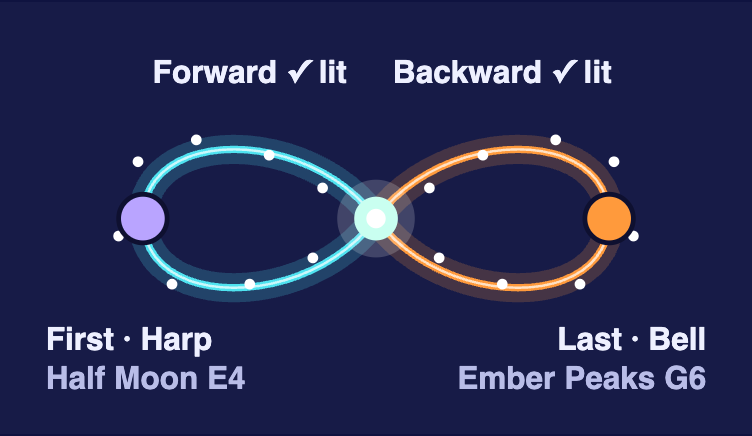 Forward ✓ lit
Backward ✓ lit
First · Harp
Half Moon E4
Last · Bell
Ember Peaks G6